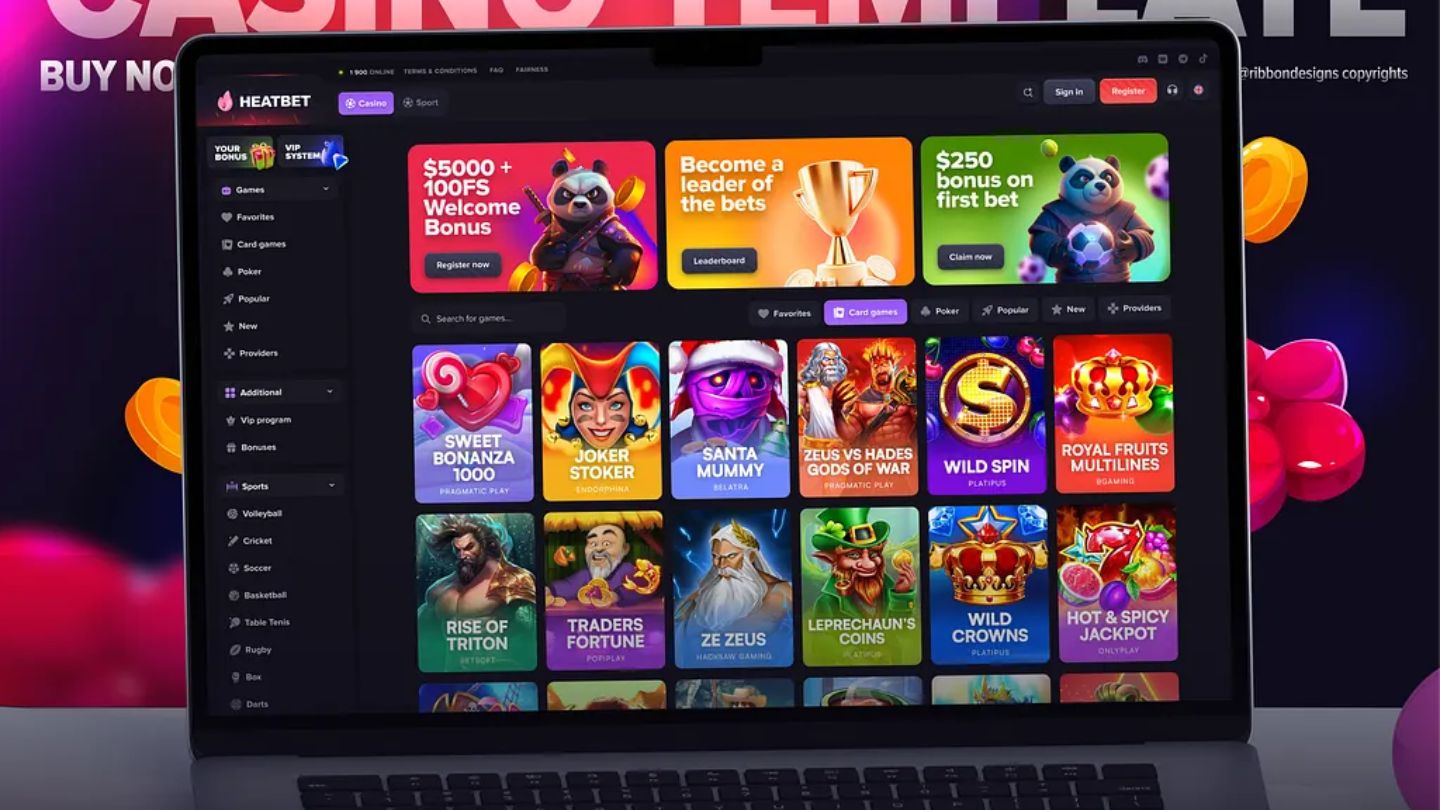 CASINO TEMPLATE
BUY NO
@ribbondesigns copyrights
1 900 ONLINE TERMS & CONDITIONS FAQ FAIRNESS
HEATBET
Casino
Sport
Sign in
Register
YOUR
BONUS
VIP
SYSTEM
Games
Favorites
Card games
Poker
Popular
New
Providers
Additional
Vip program
Bonuses
Sports
Volleyball
Cricket
Soccer
Basketball
Table Tenis
Rugby
Box
Darts
$5000 +
100FS
Welcome
Bonus
Register now
Become a
leader of
the bets
Leaderboard
$250
bonus on
first bet
Claim now
Search for games...
Favorites
Card games
Poker
Popular
New
Providers
SWEET
BONANZA
1000
PRAGMATIC PLAY
JOKER
STOKER
ENDORPHINA
SANTA
MUMMY
BELATRA
ZEUS VS HADES
GODS OF WAR
PRAGMATIC PLAY
S
WILD SPIN
PLATIPUS
ROYAL FRUITS
MULTILINES
BGAMING
RISE OF
TRITON
BETSOFT
TRADERS
FORTUNE
POPIPLAY
ZE ZEUS
HACKSAW GAMING
LEPRECHAUN'S
COINS
PLATIPUS
WILD
CROWNS
PLATIPUS
7
HOT & SPICY
JACKPOT
ONLYPLAY